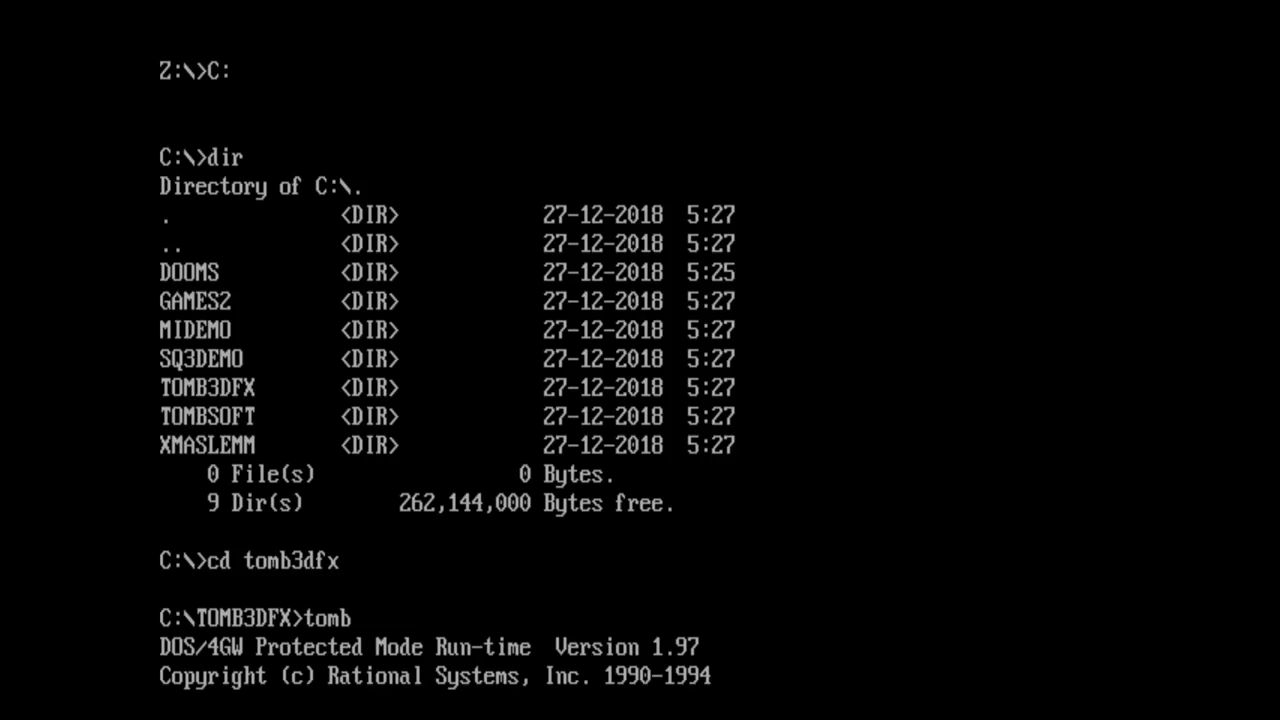 Z:\>C:
C:\>dir
Directory of C:\.
. <DIR> 27-12-2018 5:27
.. <DIR> 27-12-2018 5:27
DOOMS <DIR> 27-12-2018 5:25
GAMES2 <DIR> 27-12-2018 5:27
MIDEMO <DIR> 27-12-2018 5:27
SQ3DEMO <DIR> 27-12-2018 5:27
TOMB3DFX <DIR> 27-12-2018 5:27
TOMBSOFT <DIR> 27-12-2018 5:27
XMASLEMM <DIR> 27-12-2018 5:27
0 File(s) 0 Bytes.
9 Dir(s) 262,144,000 Bytes free.
C:\>cd tomb3dfx
C:\TOMB3DFX>tomb
DOS/4GW Protected Mode Run-time Version 1.97
Copyright (c) Rational Systems, Inc. 1990-1994